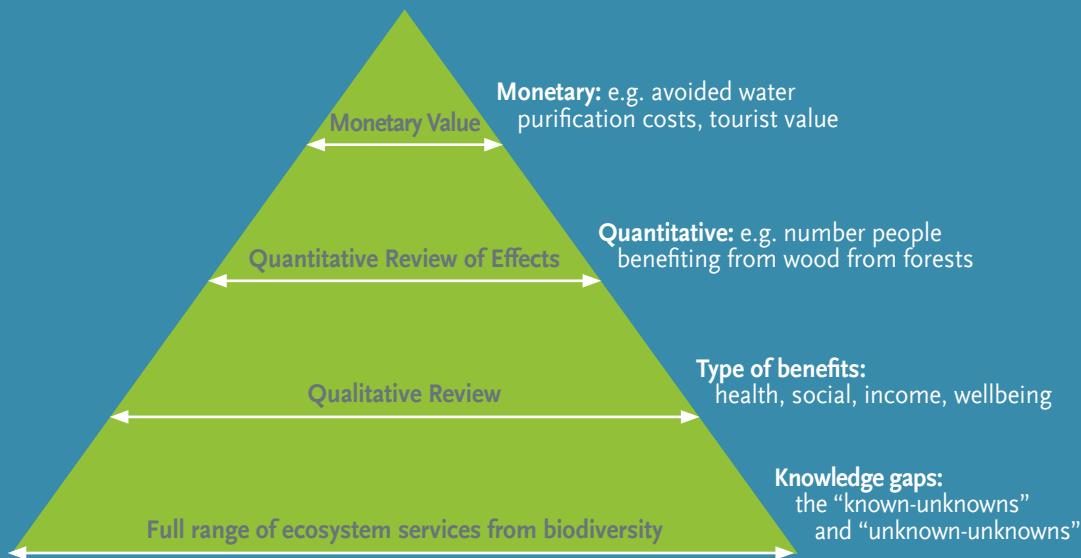 Monetary: e.g. avoided water
purification costs, tourist value
Monetary Value
Quantitative: e.g. number people
benefiting from wood from forests
Quantitative Review of Effects
Type of benefits:
health, social, income, wellbeing
Qualitative Review
Knowledge gaps:
the “known-unknowns”
and “unknown-unknowns”
Full range of ecosystem services from biodiversity